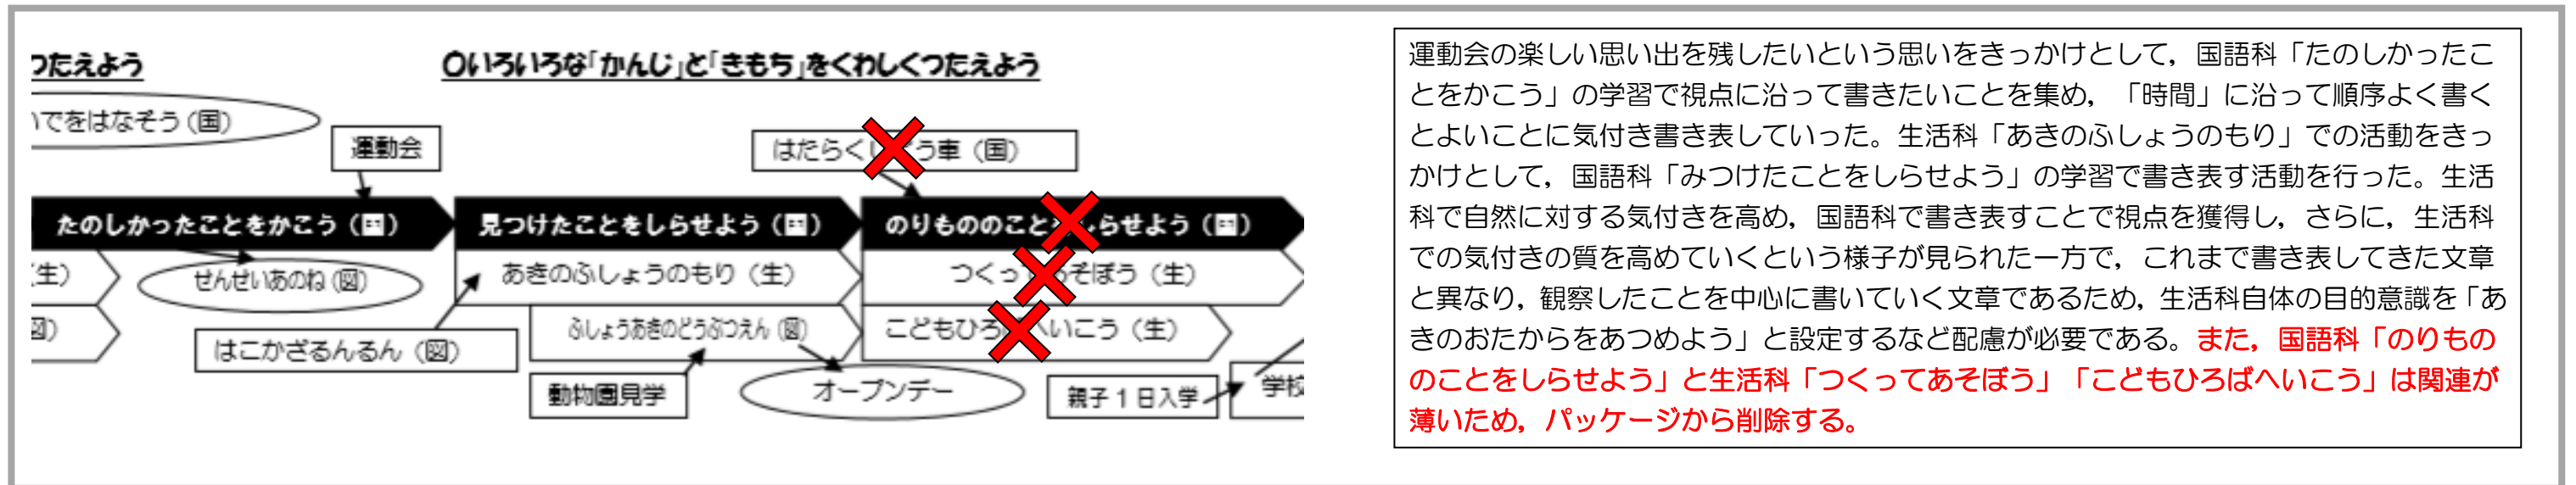 つたえよう
〇いろいろな「かんじ」と「きもち」をくわしくつたえよう
いでをはなそう（国）
運動会
はたらくじ う車（国）
たのしかったことをかこう（国）
見つけたことをしらせよう（国）
のりもののこと しらせよう（国）
生）
せんせいあのね（図）
あきのふしょうのもり（生）
つくっ そぼう（生）
図）
はこかざるんるん（図）
ふしょうあきのどうぶつえん（図）
こどもひろ へいこう（生）
動物園見学
オープンデー
親子１日入学
学校
運動会の楽しい思い出を残したいという思いをきっかけとして，国語科「たのしかったこ
とをかこう」の学習で視点に沿って書きたいことを集め，「時間」に沿って順序よく書く
とよいことに気付き書き表していった。生活科「あきのふしょうのもり」での活動をきっ
かけとして，国語科「みつけたことをしらせよう」の学習で書き表す活動を行った。生活
科で自然に対する気付きを高め，国語科で書き表すことで視点を獲得し，さらに，生活科
での気付きの質を高めていくという様子が見られた一方で，これまで書き表してきた文章
と異なり，観察したことを中心に書いていく文章であるため，生活科自体の目的意識を「あ
きのおたからをあつめよう」と設定するなど配慮が必要である。また，国語科「のりもの
のことをしらせよう」と生活科「つくってあそぼう」「こどもひろばへいこう」は関連が
薄いため，パッケージから削除する。